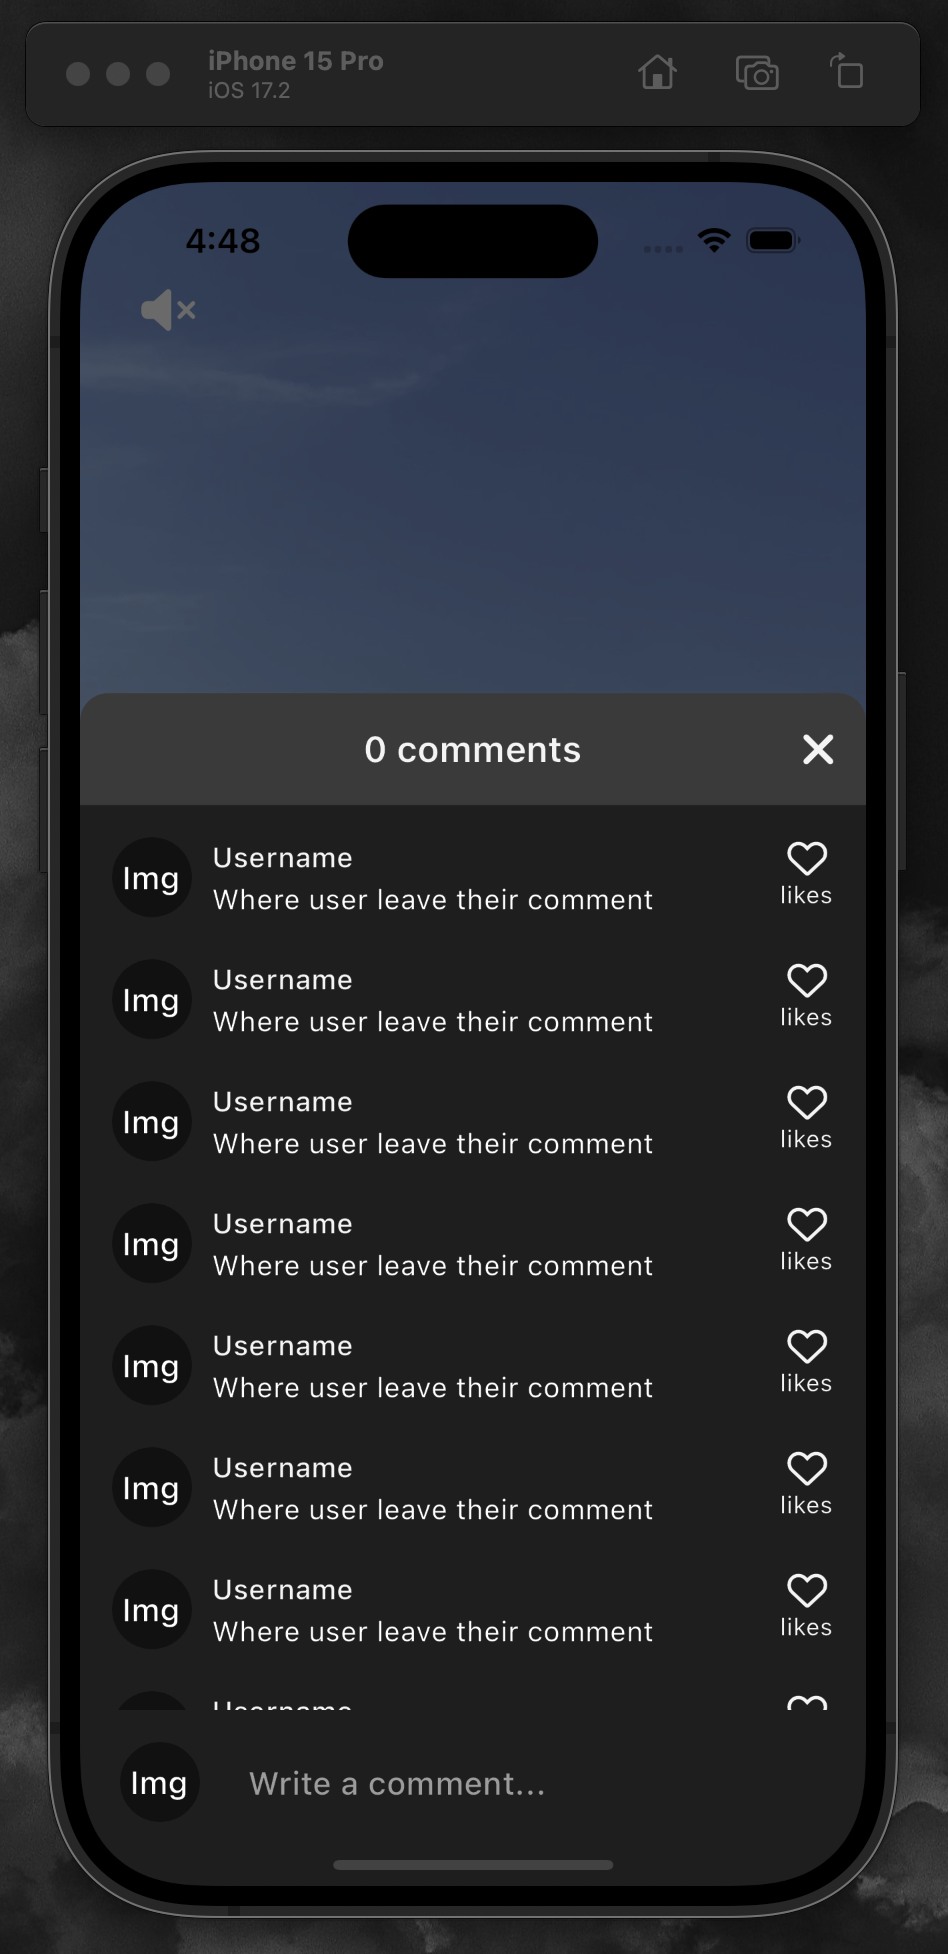 iPhone 15 Pro
iOS 17.2
4:48
0 comments
Img
Username
Where user leave their comment
likes
Img
Username
Where user leave their comment
likes
Img
Username
Where user leave their comment
likes
Img
Username
Where user leave their comment
likes
Img
Username
Where user leave their comment
likes
Img
Username
Where user leave their comment
likes
Img
Username
Where user leave their comment
likes
Username
Img
Write a comment...